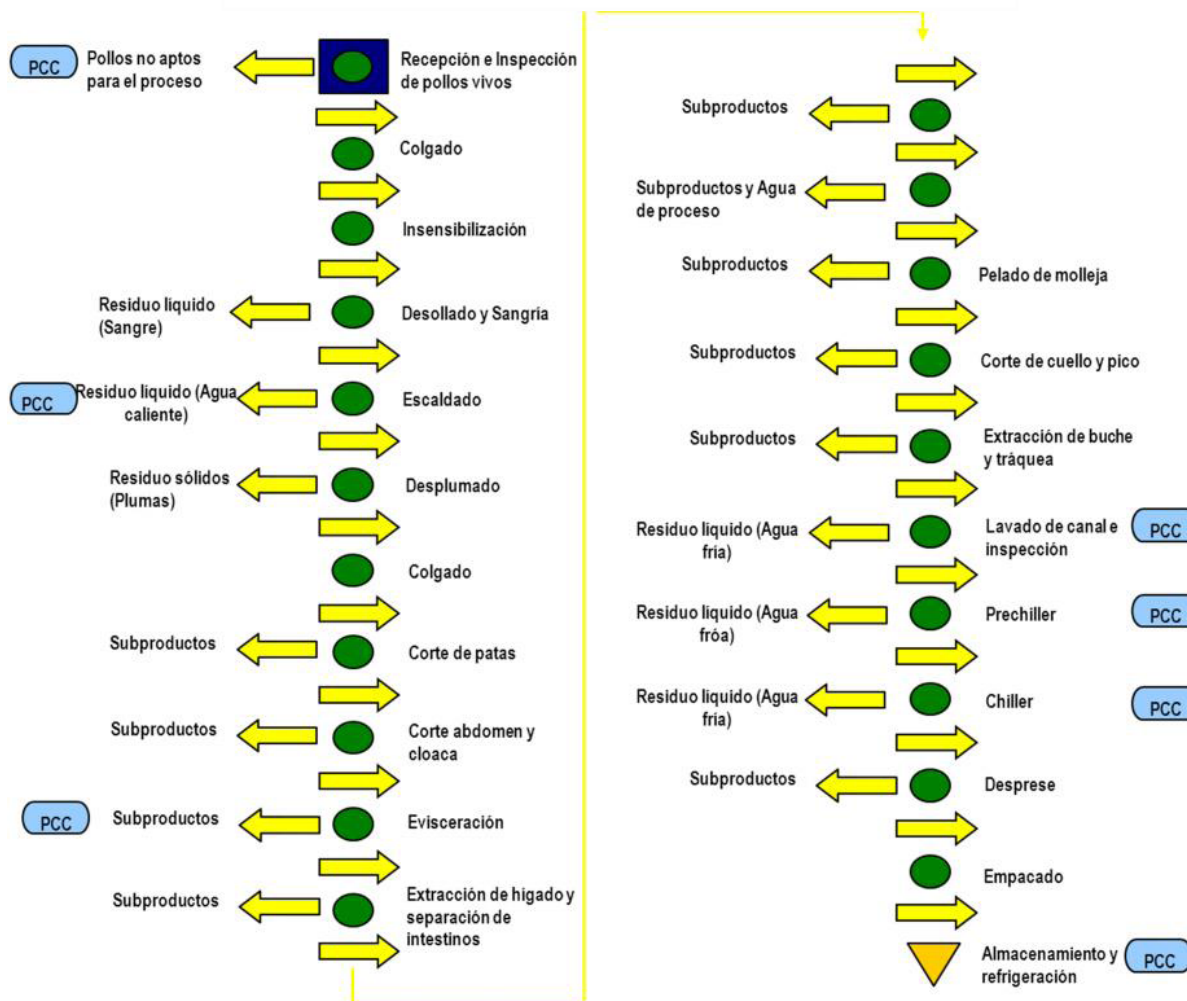 PCC
Pollos no aptos
para el proceso
Recepción e Inspección
de pollos vivos
Colgado
Insensibilización
Residuo liquido
(Sangre)
Desollado y Sangría
PCC
Residuo líquido (Agua
caliente)
Escaldado
Residuo sólidos
(Plumas)
Desplumado
Colgado
Subproductos
Corte de patas
Subproductos
Corte abdomen y
cloaca
PCC
Subproductos
Evisceración
Subproductos
Extracción de hígado y
separación de
intestinos
Subproductos
Subproductos y Agua
de proceso
Subproductos
Pelado de molleja
Subproductos
Corte de cuello y pico
Subproductos
Extracción de buche
y tráquea
Residuo liquido (Agua
fría)
Lavado de canal e
inspección
PCC
Residuo liquido (Agua
fróa)
Prechiller
PCC
Residuo liquido (Agua
fría)
Chiller
PCC
Subproductos
Desprese
Empacado
Almacenamiento y
refrigeración
PCC